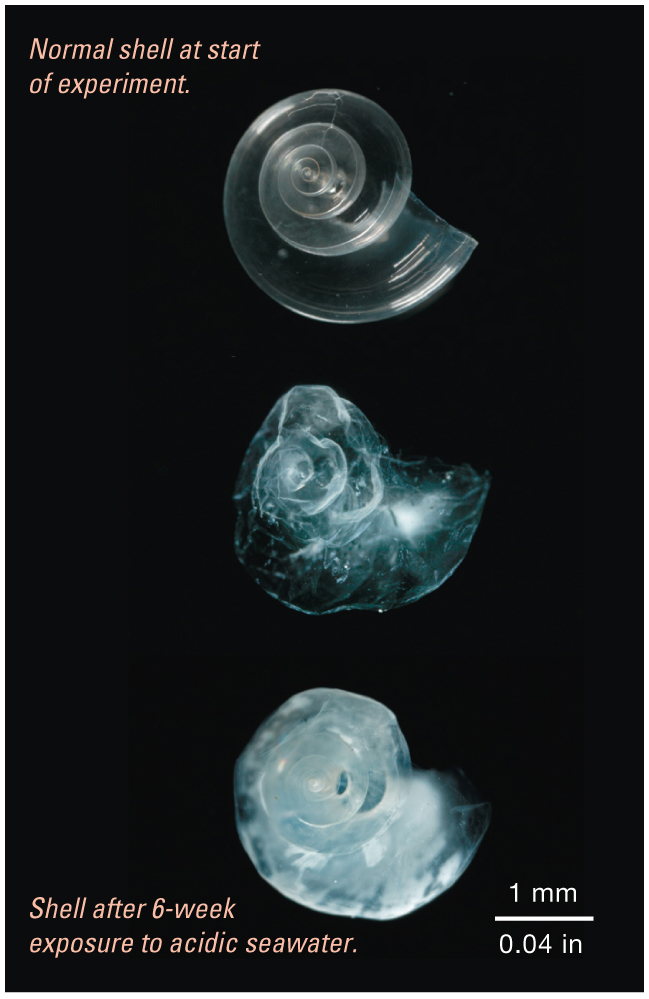 Normal shell at start
of experiment.
Shell after 6-week
exposure to acidic seawater.
1 mm
0.04 in